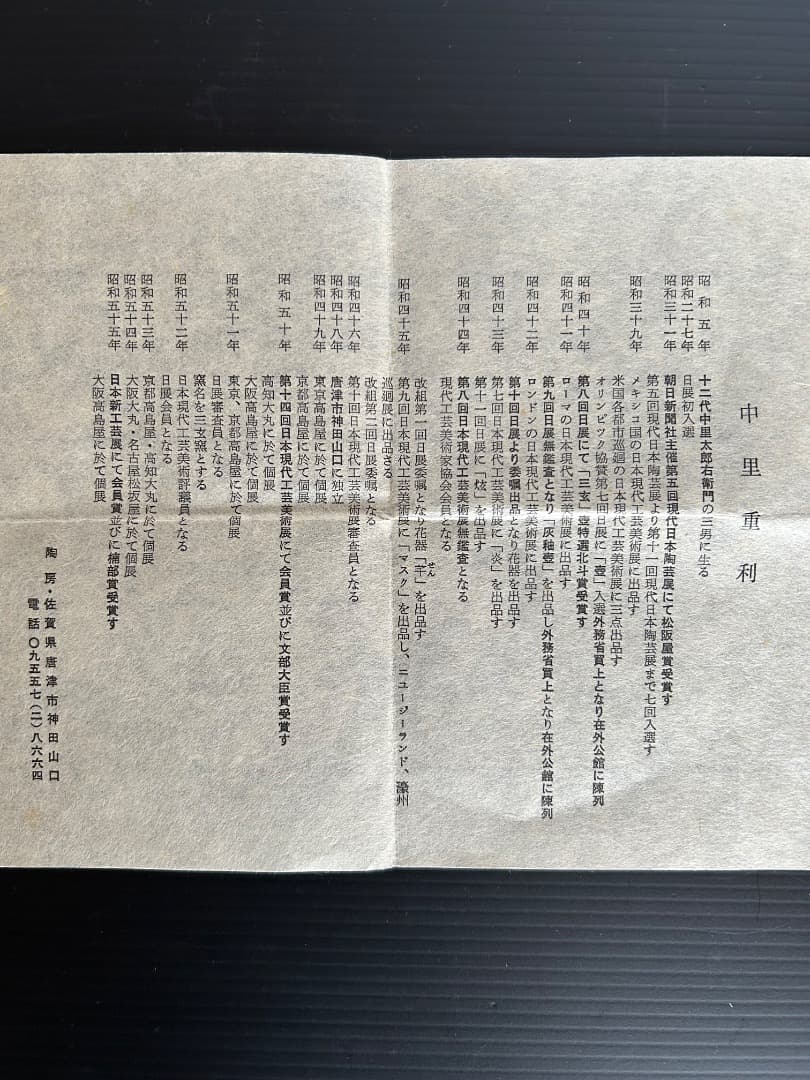 中里重利
昭和五年 十二代中里太郎右衛門の三男に生る
昭和二十七年 日展初入選
昭和三十一年 朝日新聞社主催第五回現代日本陶芸展にて松阪屋賞受賞す
第五回現代日本陶芸展より第十一回現代日本陶芸展まで七回入選す
昭和三十九年 メキシコ国の日本現代工芸美術展に出品す
米国各都市巡廻の日本現代工芸美術展に三点出品す
オリンピック協賛第七回日展に「壺」入選外務省買上となり在外公館に陳列
昭和四十年 第八回日展にて「三玄」壺特選北斗賞受賞す
昭和四十一年 ローマの日本現代工芸美術展に出品す
第九回日展無鑑査となり「灰釉壺」を出品し外務省買上となり在外公館に陳列
昭和四十二年 ロンドンの日本現代工芸美術展に出品す
第十回日展より委嘱出品となり花器を出品す
昭和四十三年 第七回日本現代工芸美術展に「炎」を出品す
第十一回日展に「炫」を出品す
昭和四十四年 第八回日本現代工芸美術展無鑑査となる
現代工芸美術家協会会員となる
改組第一回日展委嘱となり花器「芊」を出品す
せん
昭和四十五年 第九回日本現代工芸美術展に「マスク」を出品し、ニュージーランド、濠州
巡廻展に出品さる
改組第二回日展委嘱となる
昭和四十六年 第十回日本現代工芸美術展審査員となる
昭和四十八年 唐津市神田山口に独立
昭和四十九年 東京高島屋に於て個展
京都高島屋に於て個展
昭和五十年 第十四回日本現代工芸美術展にて会員賞並びに文部大臣賞受賞す
高知大丸に於て個展
大阪高島屋に於て個展
昭和五十一年 東京、京都高島屋に於て個展
日展審査員となる
窯名を三玄窯とする
昭和五十二年 日本現代工芸美術評議員となる
日展会員となる
昭和五十三年 京都高島屋・高知大丸に於て個展
昭和五十四年 大阪大丸・名古屋松坂屋に於て個展
昭和五十五年 日本新工芸展にて会員賞並びに楠部賞受賞す
大阪高島屋に於て個展
陶房・佐賀県唐津市神田山口
電話〇九五五七(二)八六六四